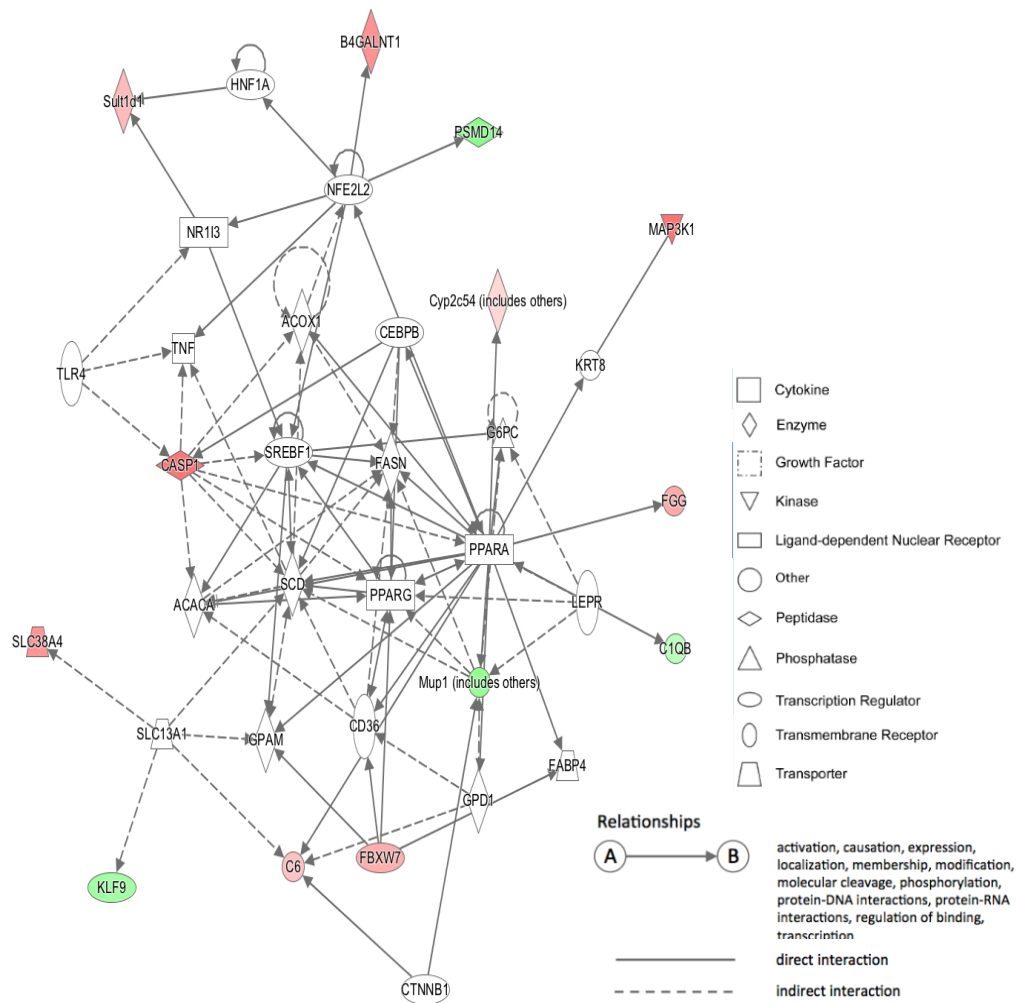 B4GALNT1
HNF1A
Sult1d1
PSMD14
NFE2L2
MAP3K1
NR1I3
Cyp2c54 (includes others)
ACOX1
CEBPB
TNF
KRT8
TLR4
G6PC
SREBF1
FASN
CASP1
FGG
PPARA
SCD
PPARG
ACACA
LEPR
SLC38A4
C1QB
Mup1 (includes others)
SLC13A1
GPAM
CD36
FABP4
GPD1
C6
FBXW7
KLF9
CTNNB1
Cytokine
Enzyme
Growth Factor
Kinase
Ligand-dependent Nuclear Receptor
Other
Peptidase
Phosphatase
Transcription Regulator
Transmembrane Receptor
Transporter
Relationships
A
B
activation, causation, expression,
localization, membership, modification,
molecular cleavage, phosphorylation,
protein-DNA interactions, protein-RNA
interactions, regulation of binding,
transcription
direct interaction
indirect interaction